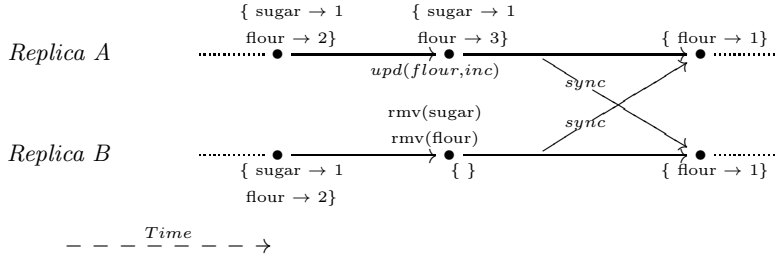 { sugar → 1
flour → 2}
{ sugar → 1
flour → 3}
{ flour → 1}
Replica A
upd(flour,inc)
sync
rmv(sugar)
rmv(flour)
sync
Replica B
{ sugar → 1
flour → 2}
{ }
{ flour → 1}
Time